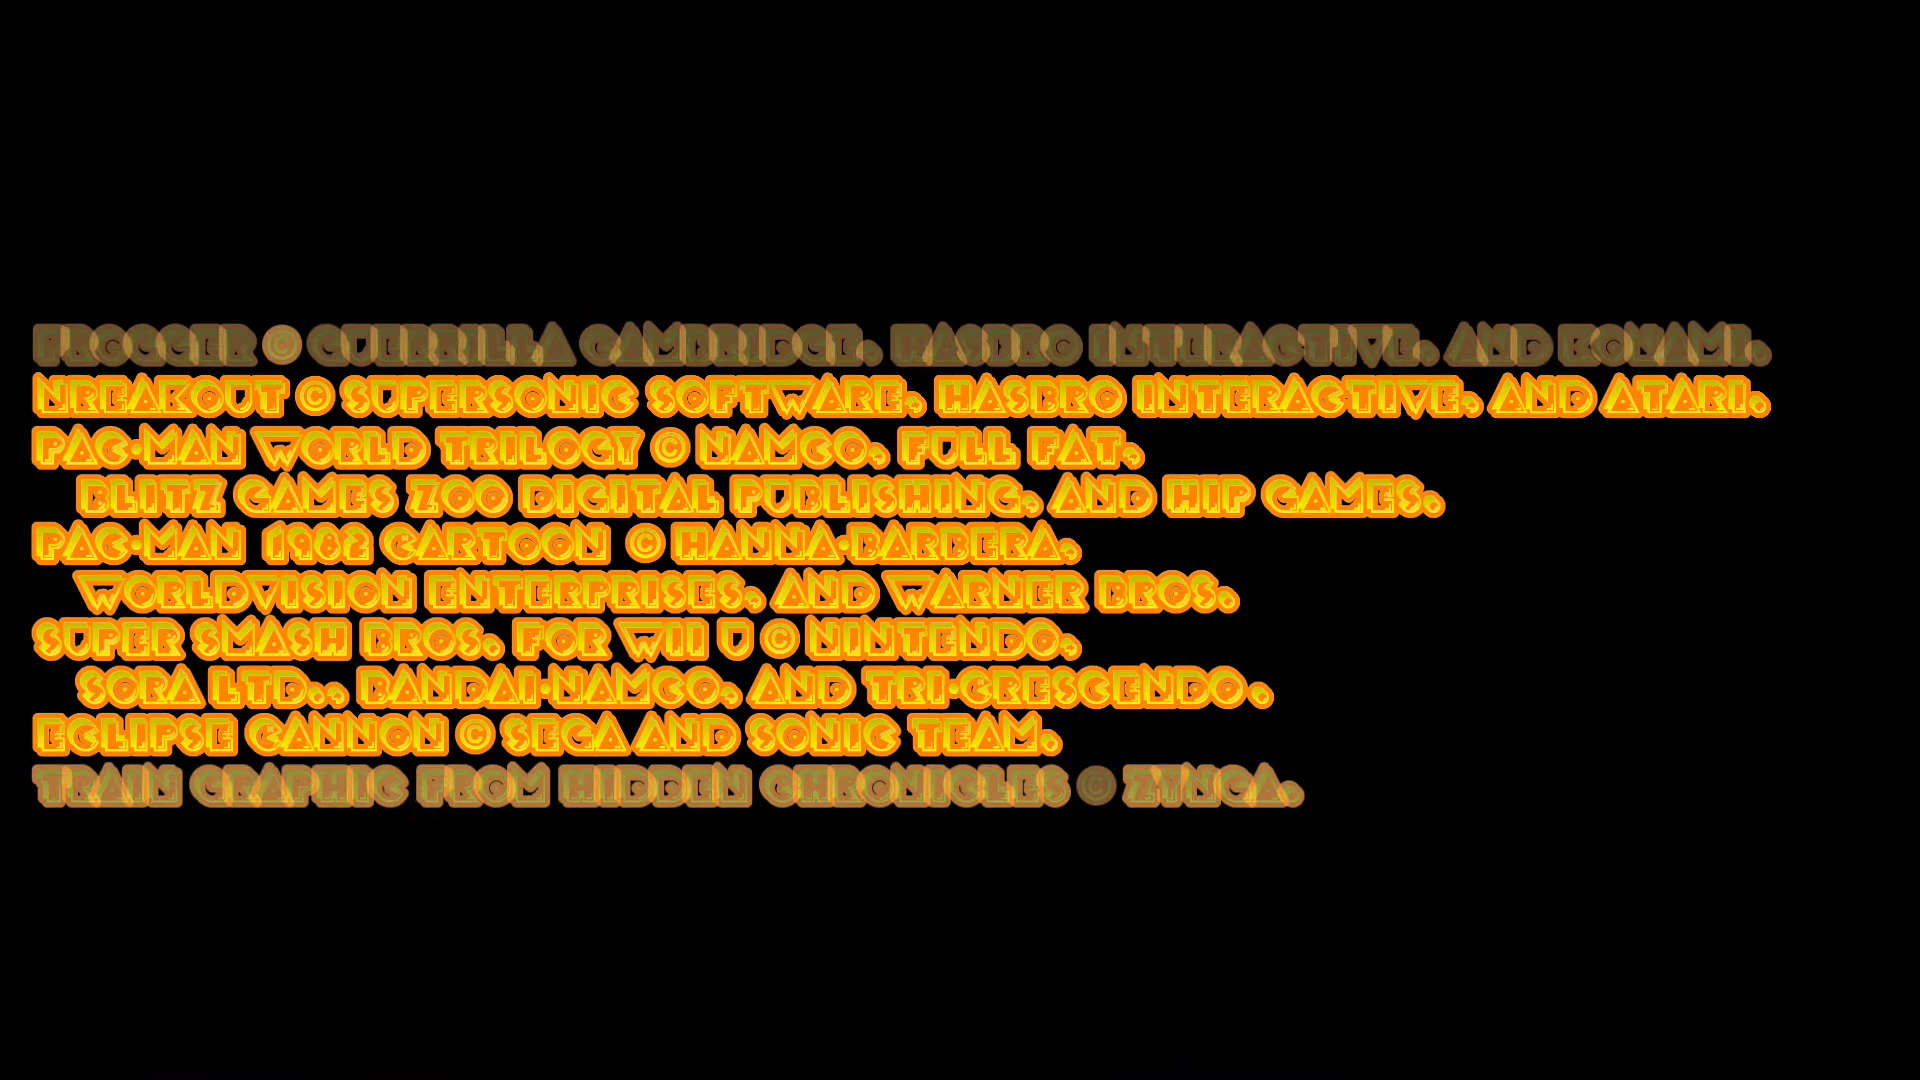 FROGGER © GUERRILLA CAMBRIDGE, HASBRO INTERACTIVE, AND KONAMI.
NREAKOUT © SUPERSONIC SOFTWARE, HASBRO INTERACTIVE, AND ATARI.
PAC-MAN WORLD TRILOGY © NAMCO, FULL FAT,
BLITZ GAMES ZOO DIGITAL PUBLISHING, AND HIP GAMES.
PAC-MAN 1982 CARTOON © HANNA-BARBERA,
WORLDVISION ENTERPRISES, AND WARNER BROS.
SUPER SMASH BROS. FOR WII U © NINTENDO,
SORA LTD., BANDAI-NAMCO, AND TRI-CRESCENDO.
ECLIPSE CANNON © SEGA AND SONIC TEAM.
TRAIN GRAPHIC FROM HIDDEN CHRONICLES © ZYNGA.